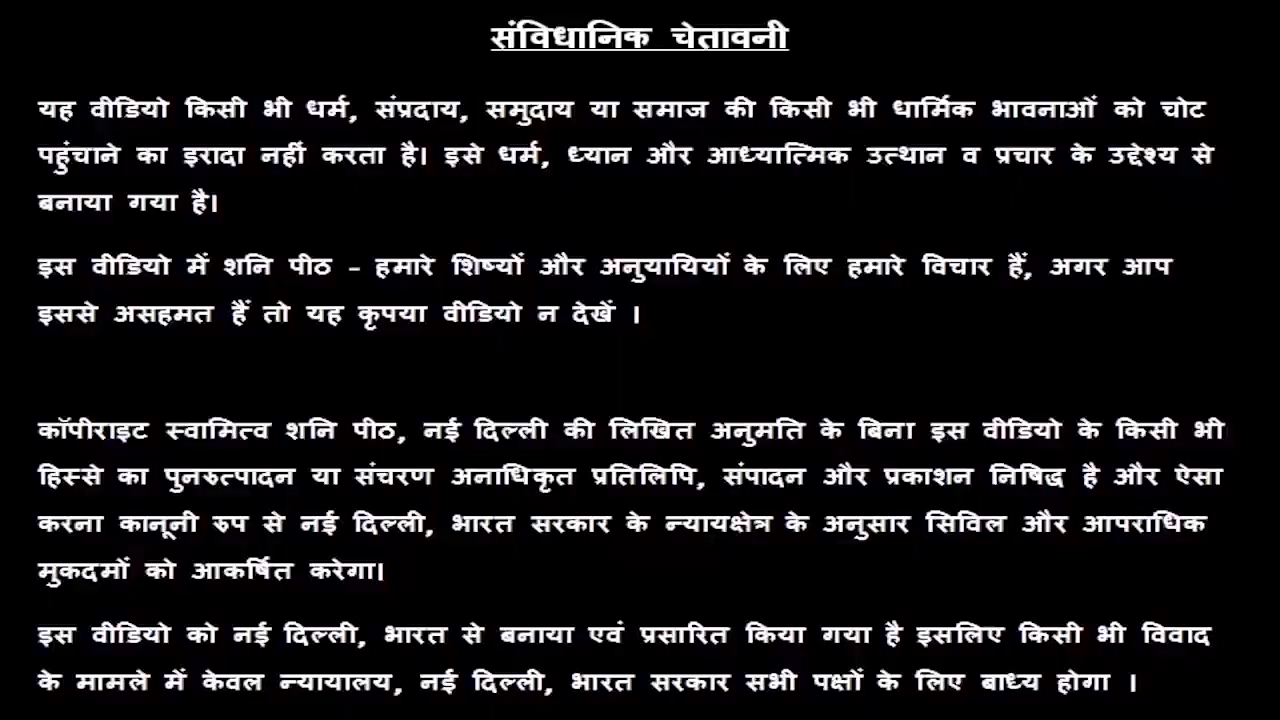 संविधानिक चेतावनी
यह वीडियो किसी भी धर्म, संप्रदाय, समुदाय या समाज की किसी भी धार्मिक भावनाओं को चोट
पहुंचाने का इरादा नहीं करता है। इसे धर्म, ध्यान और आध्यात्मिक उत्थान व प्रचार के उद्देश्य से
बनाया गया है।
इस वीडियो में शनि पीठ – हमारे शिष्यों और अनुयायियों के लिए हमारे विचार हैं, अगर आप
इससे असहमत हैं तो यह कृपया वीडियो न देखें ।
कॉपीराइट स्वामित्व शनि पीठ, नई दिल्ली की लिखित अनुमति के बिना इस वीडियो के किसी भी
हिस्से का पुनरुत्पादन या संचरण अनाधिकृत प्रतिलिपि, संपादन और प्रकाशन निषिद्ध है और ऐसा
करना कानूनी रुप से नई दिल्ली, भारत सरकार के न्यायक्षेत्र के अनुसार सिविल और आपराधिक
मुकदमों को आकर्षित करेगा।
इस वीडियो को नई दिल्ली, भारत से बनाया एवं प्रसारित किया गया है इसलिए किसी भी विवाद
के मामले में केवल न्यायालय, नई दिल्ली, भारत सरकार सभी पक्षों के लिए बाध्य होगा ।